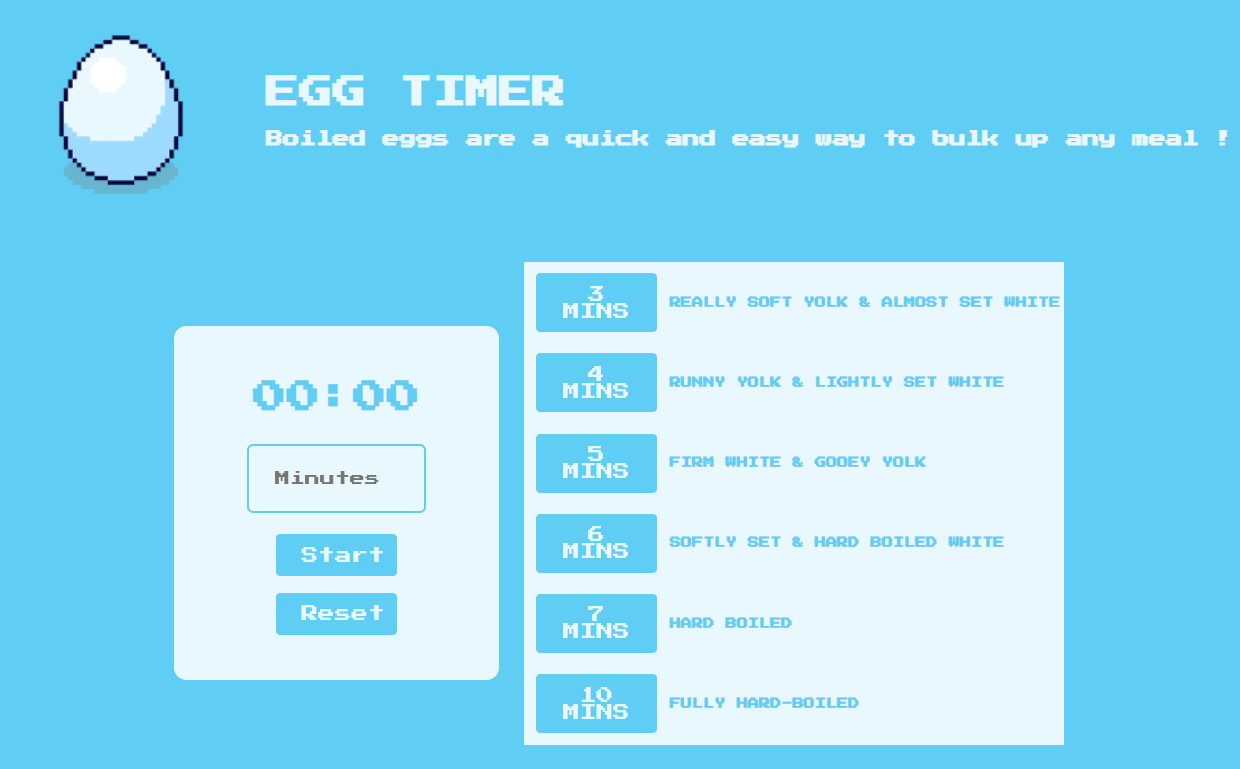 EGG TIMER
Boiled eggs are a quick and easy way to bulk up any meal !
00:00
Minutes
Start
Reset
3
MINS
REALLY SOFT YOLK & ALMOST SET WHITE
4
MINS
RUNNY YOLK & LIGHTLY SET WHITE
5
MINS
FIRM WHITE & GOOEY YOLK
6
MINS
SOFTLY SET & HARD BOILED WHITE
7
MINS
HARD BOILED
10
MINS
FULLY HARD-BOILED